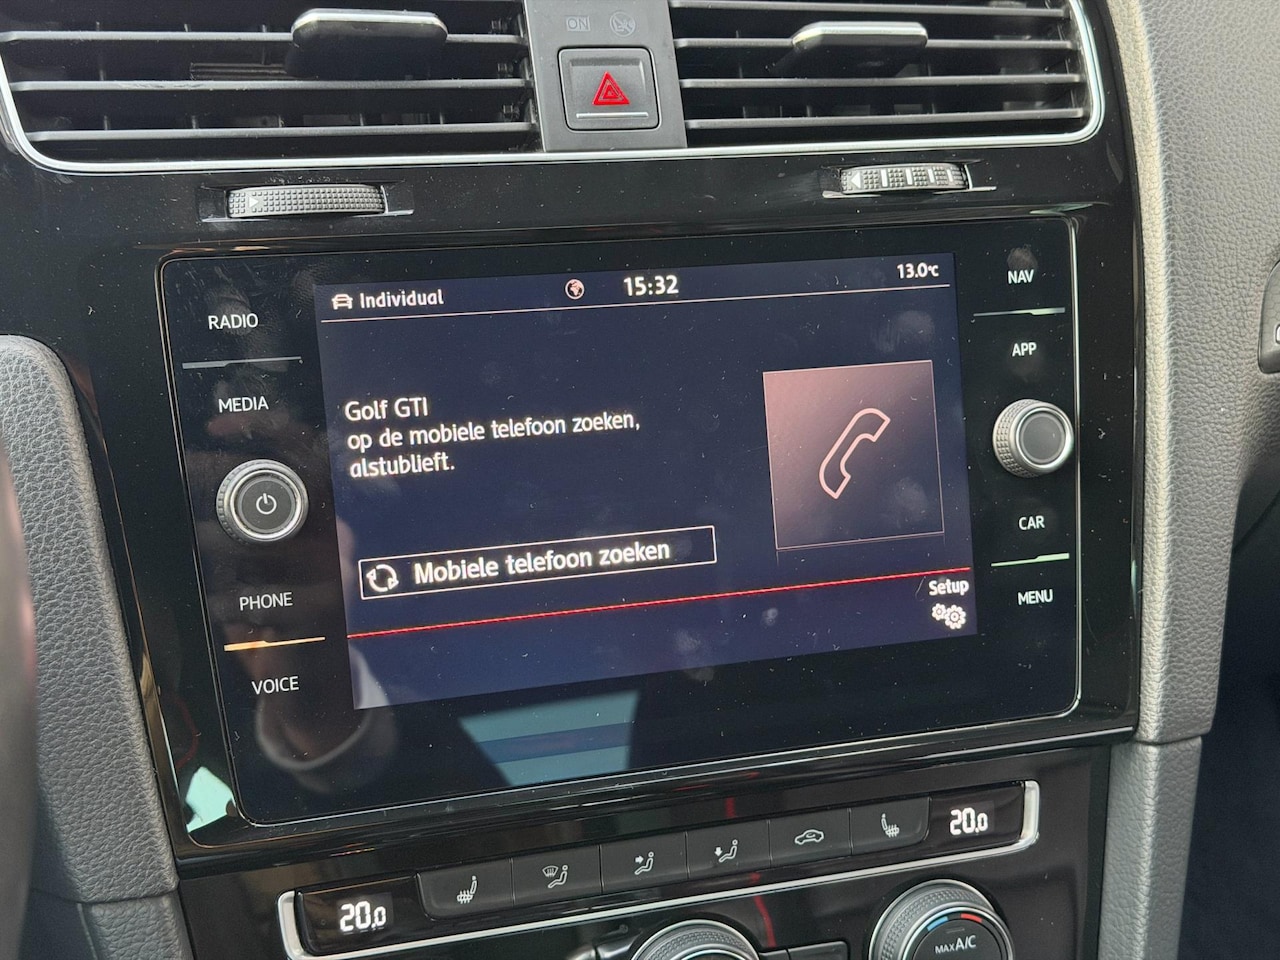 ON
RADIO
MEDIA
PHONE
VOICE
Individual
15:32
13.0°C
Golf GTI
op de mobiele telefoon zoeken,
alstublieft.
Mobiele telefoon zoeken
Setup
NAV
APP
CAR
MENU
20.0
20.0
MAX A/C